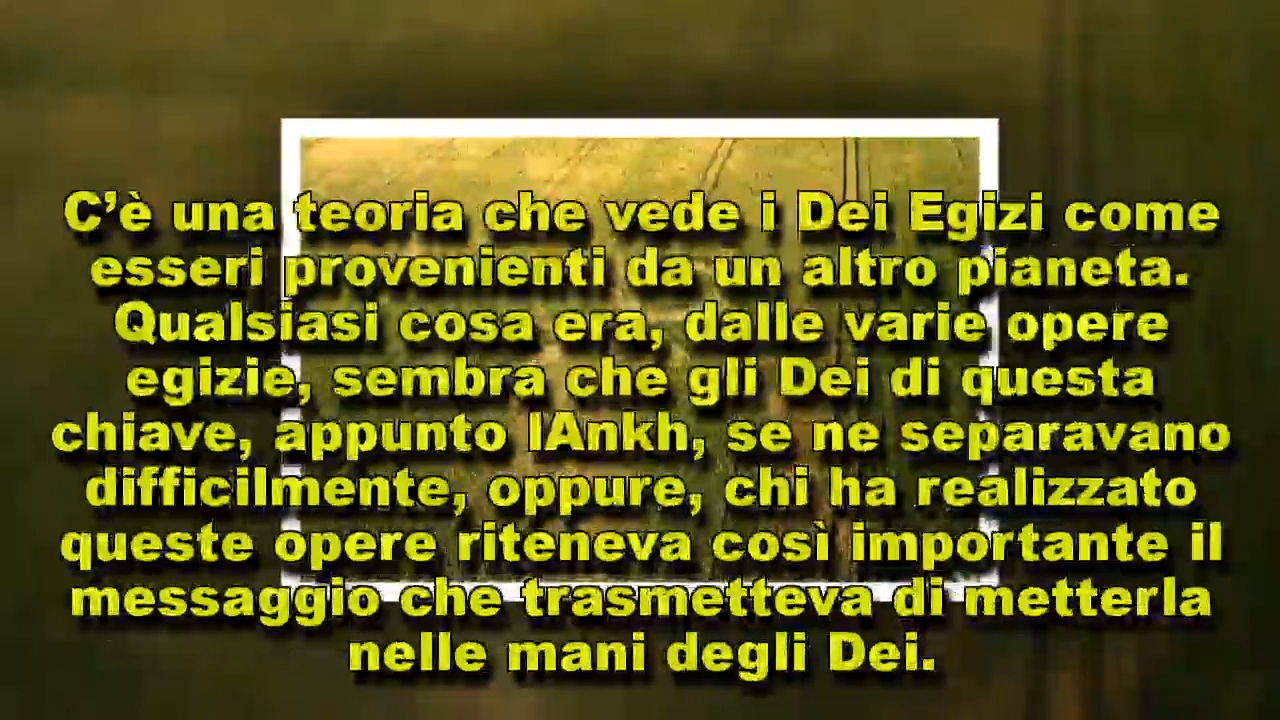 C’è una teoria che vede i Dei Egizi come
esseri provenienti da un altro pianeta.
Qualsiasi cosa era, dalle varie opere
egizie, sembra che gli Dei di questa
chiave, appunto lAnkh, se ne separavano
difficilmente, oppure, chi ha realizzato
queste opere riteneva così importante il
messaggio che trasmetteva di metterla
nelle mani degli Dei.